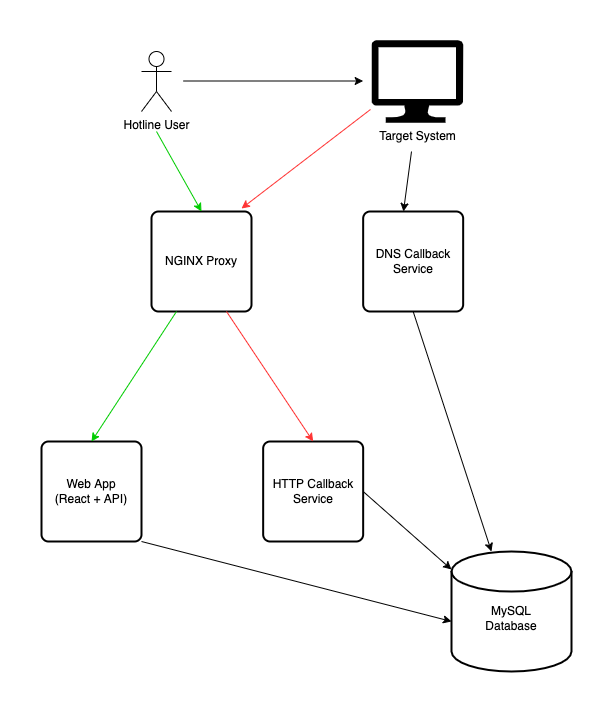 Hotline User
Target System
NGINX Proxy
DNS Callback
Service
Web App
(React + API)
HTTP Callback
Service
MySQL
Database